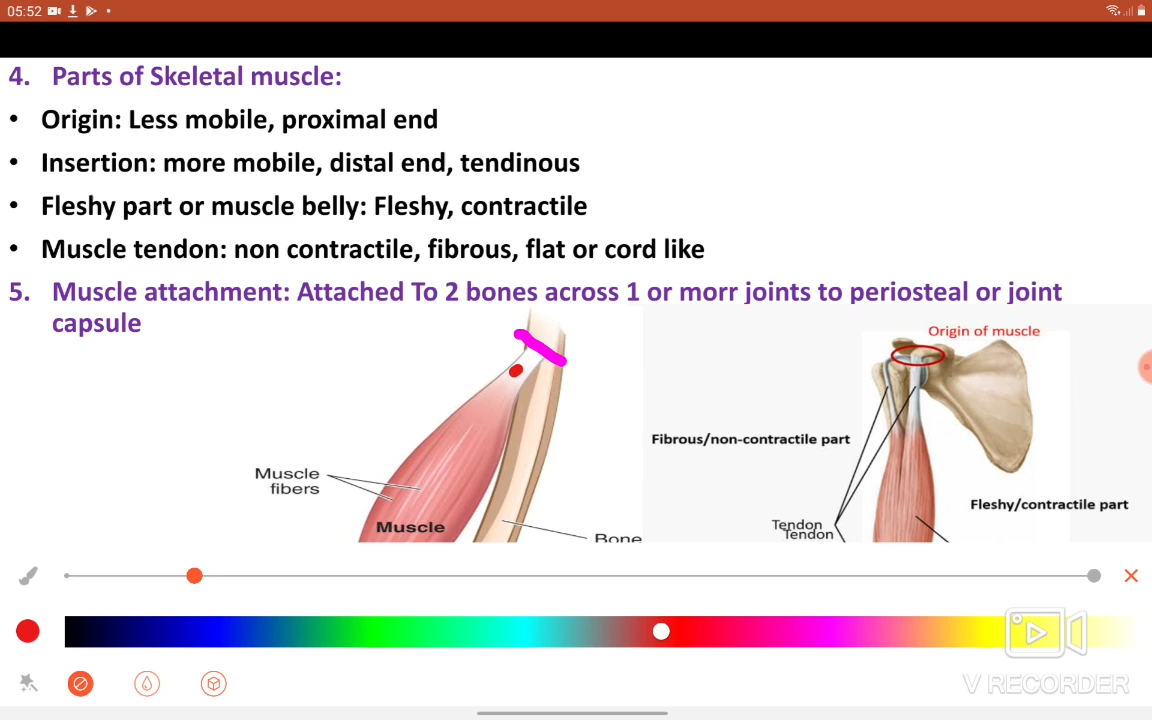 05:52
4. Parts of Skeletal muscle:
• Origin: Less mobile, proximal end
• Insertion: more mobile, distal end, tendinous
• Fleshy part or muscle belly: Fleshy, contractile
• Muscle tendon: non contractile, fibrous, flat or cord like
5. Muscle attachment: Attached To 2 bones across 1 or morr joints to periosteal or joint
capsule
Origin of muscle
Fibrous/non-contractile part
Muscle
fibers
Fleshy/contractile part
Muscle
Tendon
Tendon
Bone
V RECORDER